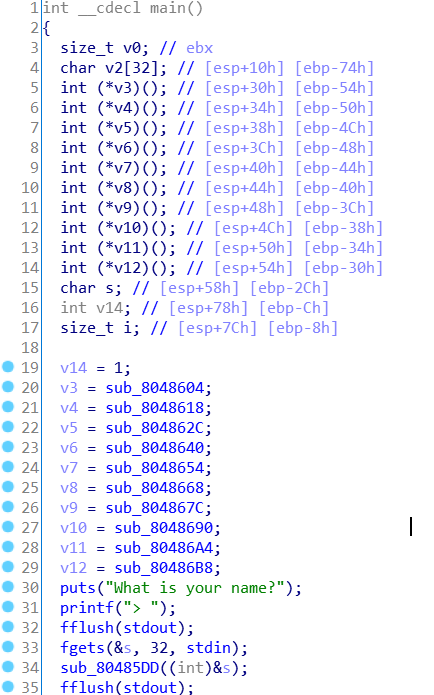 1 int __cdecl main()
2 {
3 size_t v0; // ebx
4 char v2[32]; // [esp+10h] [ebp-74h]
5 int (*v3)(); // [esp+30h] [ebp-54h]
6 int (*v4)(); // [esp+34h] [ebp-50h]
7 int (*v5)(); // [esp+38h] [ebp-4Ch]
8 int (*v6)(); // [esp+3Ch] [ebp-48h]
9 int (*v7)(); // [esp+40h] [ebp-44h]
10 int (*v8)(); // [esp+44h] [ebp-40h]
11 int (*v9)(); // [esp+48h] [ebp-3Ch]
12 int (*v10)(); // [esp+4Ch] [ebp-38h]
13 int (*v11)(); // [esp+50h] [ebp-34h]
14 int (*v12)(); // [esp+54h] [ebp-30h]
15 char s; // [esp+58h] [ebp-2Ch]
16 int v14; // [esp+78h] [ebp-Ch]
17 size_t i; // [esp+7Ch] [ebp-8h]
18
19 v14 = 1;
20 v3 = sub_8048604;
21 v4 = sub_8048618;
22 v5 = sub_804862C;
23 v6 = sub_8048640;
24 v7 = sub_8048654;
25 v8 = sub_8048668;
26 v9 = sub_804867C;
27 v10 = sub_8048690;
28 v11 = sub_80486A4;
29 v12 = sub_80486B8;
30 puts("What is your name?");
31 printf("> ");
32 fflush(stdout);
33 fgets(&s, 32, stdin);
34 sub_80485DD((int)&s);
35 fflush(stdout);